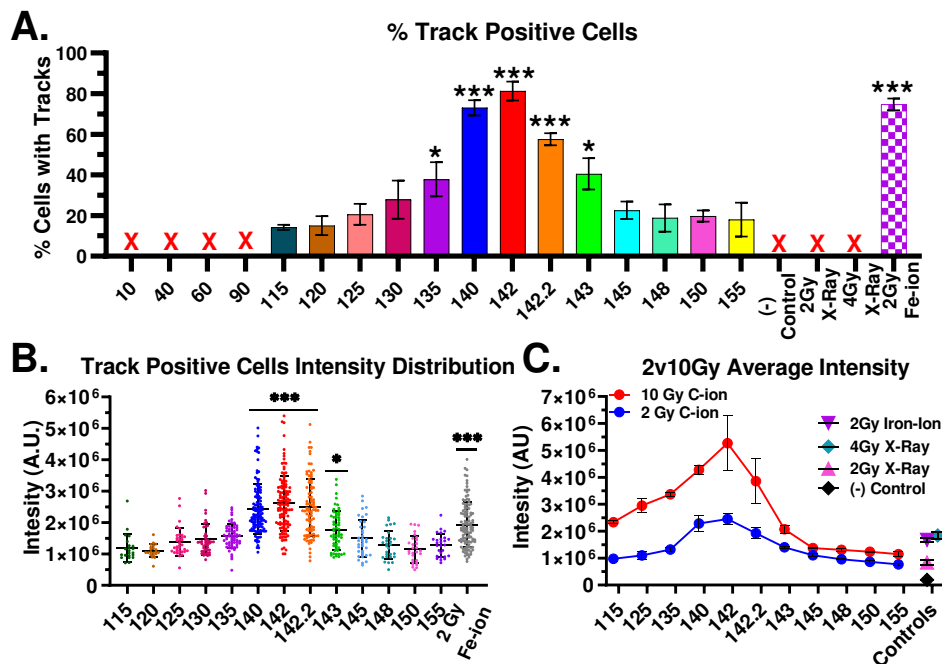 A.
% Track Positive Cells
% Cells with Tracks
100
80
60
40
20
0
X X X X X X X
*
***
***
***
*
***
10 40 60 90 115 120 125 130 135 140 142 142.2 143 145 148 150 155 (-) Control 2Gy X-Ray 4Gy X-Ray 2Gy Fe-ion
B.
Track Positive Cells Intensity Distribution
Intensity (A.U.)
6×10⁶
5×10⁶
4×10⁶
3×10⁶
2×10⁶
1×10⁶
0
***
*
***
115 120 125 130 135 140 142 142.2 143 145 148 150 155 2 Gy Fe-ion
C.
2v10Gy Average Intensity
Intesity (AU)
7×10⁶
6×10⁶
5×10⁶
4×10⁶
3×10⁶
2×10⁶
1×10⁶
0
10 Gy C-ion
2 Gy C-ion
2Gy Iron-Ion
4Gy X-Ray
2Gy X-Ray
(-) Control
115 125 135 140 142 142.2 143 145 148 150 155 Controls